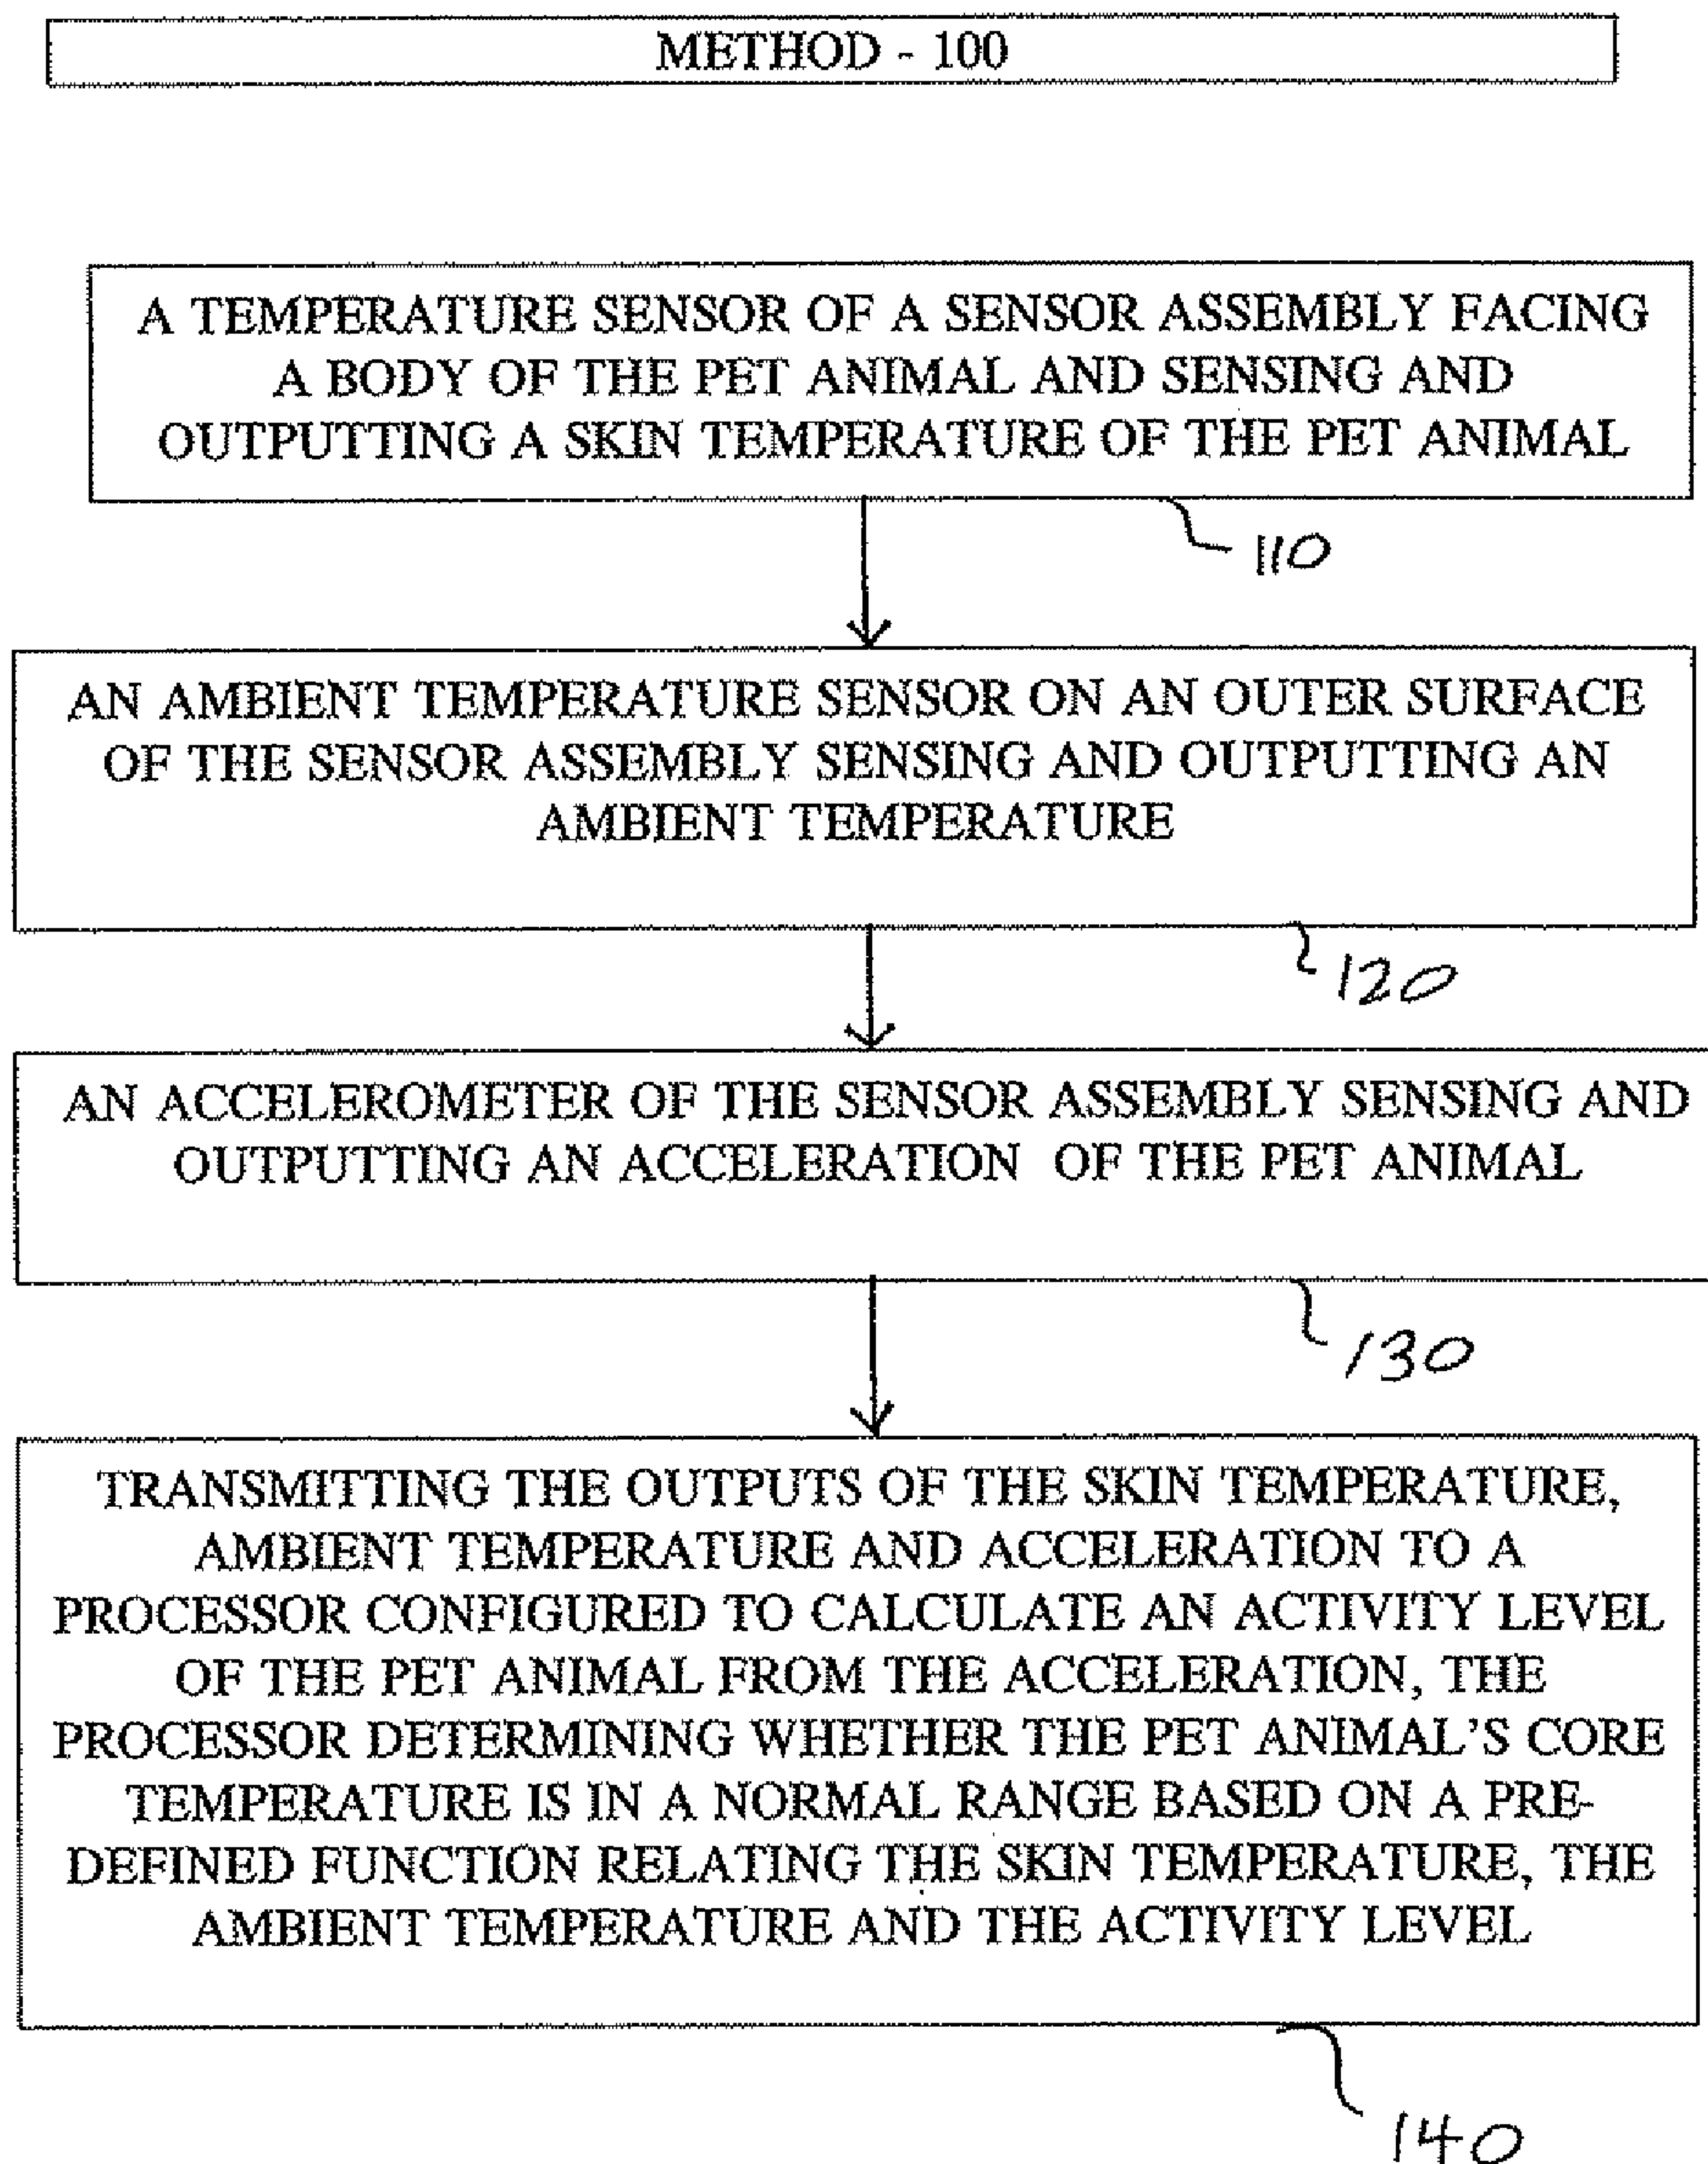 METHOD - 100
A TEMPERATURE SENSOR OF A SENSOR ASSEMBLY FACING
A BODY OF THE PET ANIMAL AND SENSING AND
OUTPUTTING A SKIN TEMPERATURE OF THE PET ANIMAL
110
AN AMBIENT TEMPERATURE SENSOR ON AN OUTER SURFACE
OF THE SENSOR ASSEMBLY SENSING AND OUTPUTTING AN
AMBIENT TEMPERATURE
120
AN ACCELEROMETER OF THE SENSOR ASSEMBLY SENSING AND
OUTPUTTING AN ACCELERATION OF THE PET ANIMAL
130
TRANSMITTING THE OUTPUTS OF THE SKIN TEMPERATURE,
AMBIENT TEMPERATURE AND ACCELERATION TO A
PROCESSOR CONFIGURED TO CALCULATE AN ACTIVITY LEVEL
OF THE PET ANIMAL FROM THE ACCELERATION, THE
PROCESSOR DETERMINING WHETHER THE PET ANIMAL'S CORE
TEMPERATURE IS IN A NORMAL RANGE BASED ON A PRE-
DEFINED FUNCTION RELATING THE SKIN TEMPERATURE, THE
AMBIENT TEMPERATURE AND THE ACTIVITY LEVEL
140